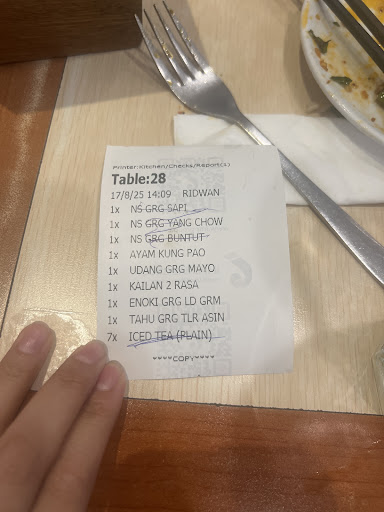 Printer:Kitchen/Checks/Report(1)
Table:28
17/8/25 14:09 RIDWAN
1x NS GRG SAPI
1x NS GRG YANG CHOW
1x NS GRG BUNTUT
1x AYAM KUNG PAO
1x UDANG GRG MAYO
1x KAILAN 2 RASA
1x ENOKI GRG LD GRM
1x TAHU GRG TLR ASIN
7x ICED TEA (PLAIN)
****COPY****